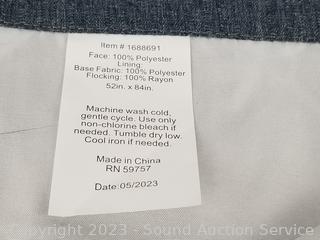 Item # 1688691
Face: 100% Polyester
Lining:
Base Fabric: 100% Polyester
Flocking: 100% Rayon
52in. x 84in.
Machine wash cold,
gentle cycle. Use only
non-chlorine bleach if
needed. Tumble dry low.
Cool iron if needed.
Made in China
RN 59757
Date:05/2023
Copyright 2023 - Sound Auction Service